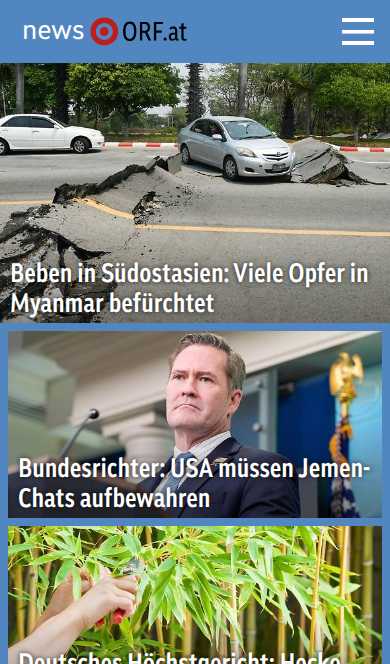 news ORF.at
Beben in Südostasien: Viele Opfer in
Myanmar befürchtet
Bundesrichter: USA müssen Jemen-
Chats aufbewahren
Deutsches Höchstgericht: Hecke